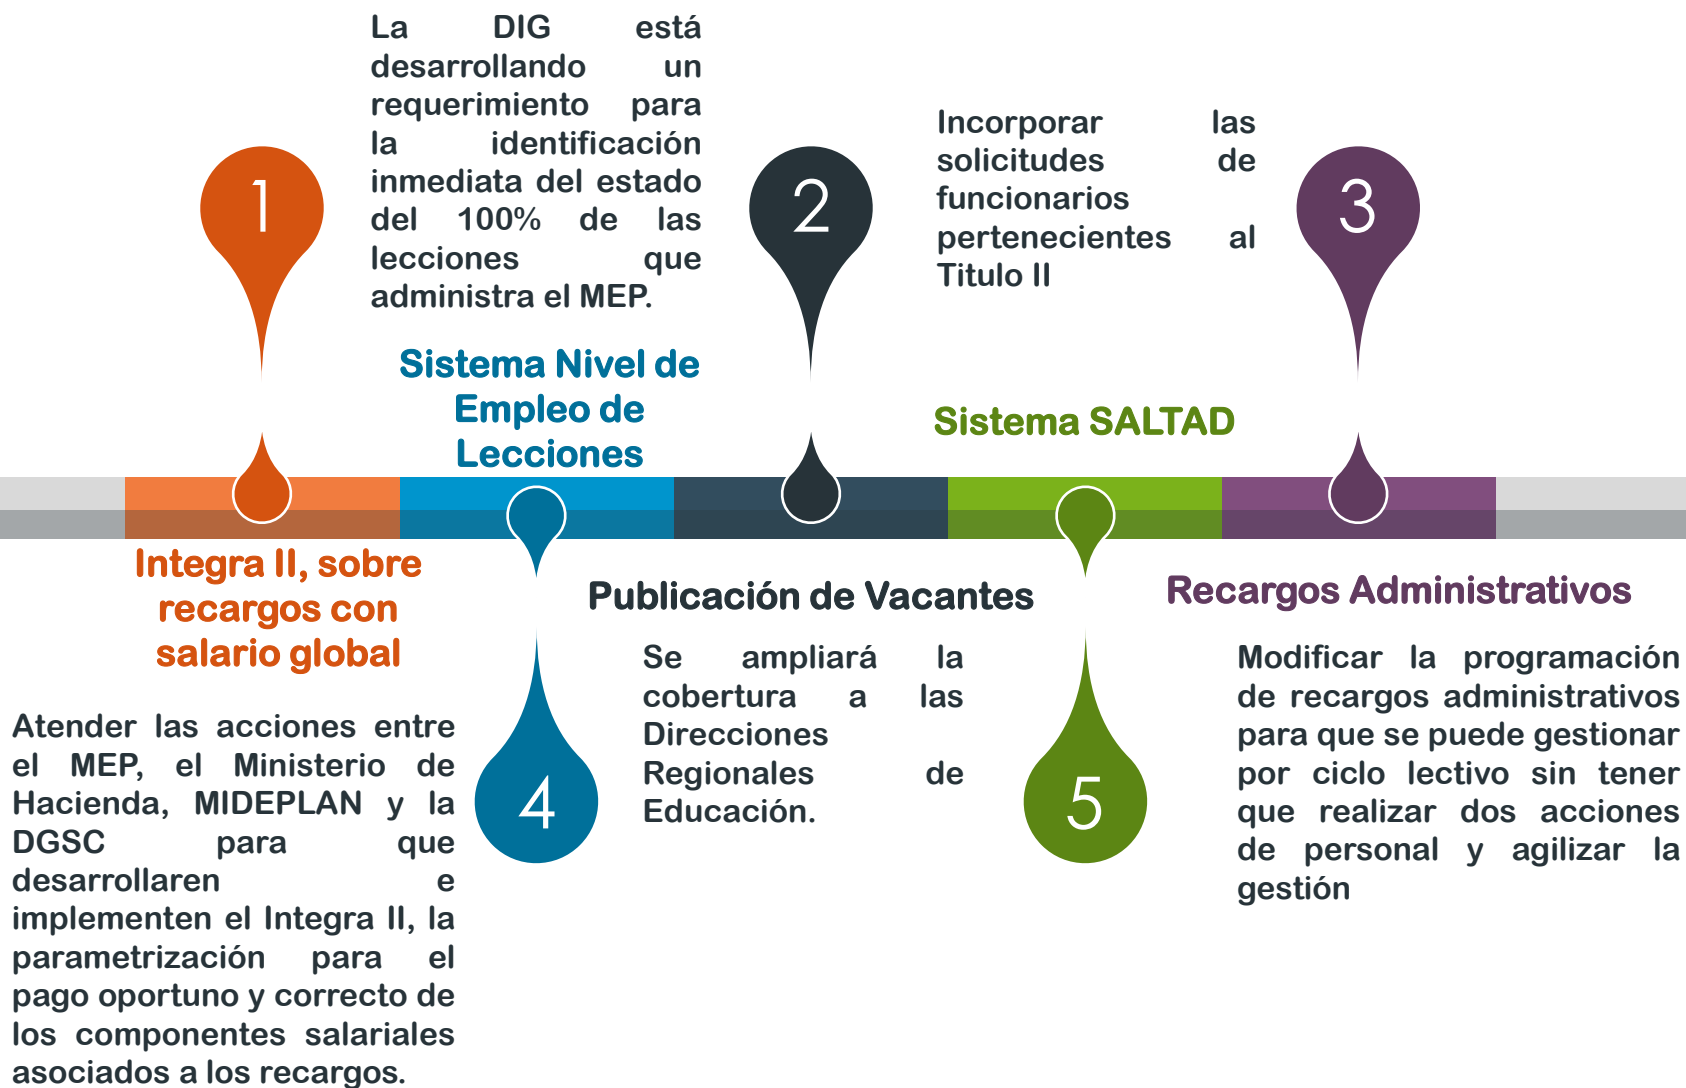 1
Integra II, sobre
recargos con
salario global
Atender las acciones entre
el MEP, el Ministerio de
Hacienda, MIDEPLAN y la
DGSC para que
desarrollaren e
implementen el Integra II, la
parametrización para el
pago oportuno y correcto de
los componentes salariales
asociados a los recargos.
La DIG está
desarrollando un
requerimiento para
la identificación
inmediata del estado
del 100% de las
lecciones que
administra el MEP.
Sistema Nivel de
Empleo de
Lecciones
4
2
Publicación de Vacantes
Se ampliará la
cobertura a las
Direcciones
Regionales de
Educación.
Incorporar las
solicitudes de
funcionarios
pertenecientes al
Titulo II
Sistema SALTAD
5
3
Recargos Administrativos
Modificar la programación
de recargos administrativos
para que se puede gestionar
por ciclo lectivo sin tener
que realizar dos acciones
de personal y agilizar la
gestión